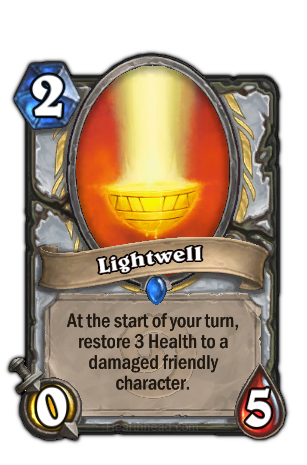 2
Lightwell
At the start of your turn,
restore 3 Health to a
damaged friendly
character.
0
5